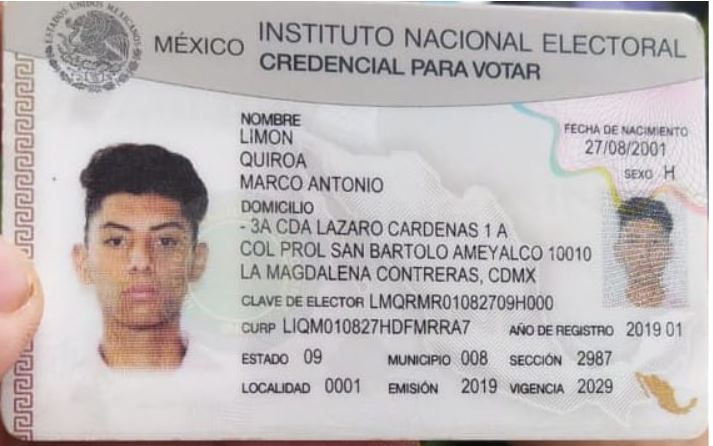 ESTADOS UNIDOS MEXICANOS
MÉXICO INSTITUTO NACIONAL ELECTORAL
CREDENCIAL PARA VOTAR
NOMBRE
LIMON
QUIROA
MARCO ANTONIO
FECHA DE NACIMIENTO
27/08/2001
SEXO H
DOMICILIO
- 3A CDA LAZARO CARDENAS 1 A
COL PROL SAN BARTOLO AMEYALCO 10010
LA MAGDALENA CONTRERAS, CDMX
CLAVE DE ELECTOR LMQRMR01082709H000
CURP LIQM010827HDFMRRA7 AÑO DE REGISTRO 2019 01
ESTADO 09 MUNICIPIO 008 SECCIÓN 2987
LOCALIDAD 0001 EMISIÓN 2019 VIGENCIA 2029